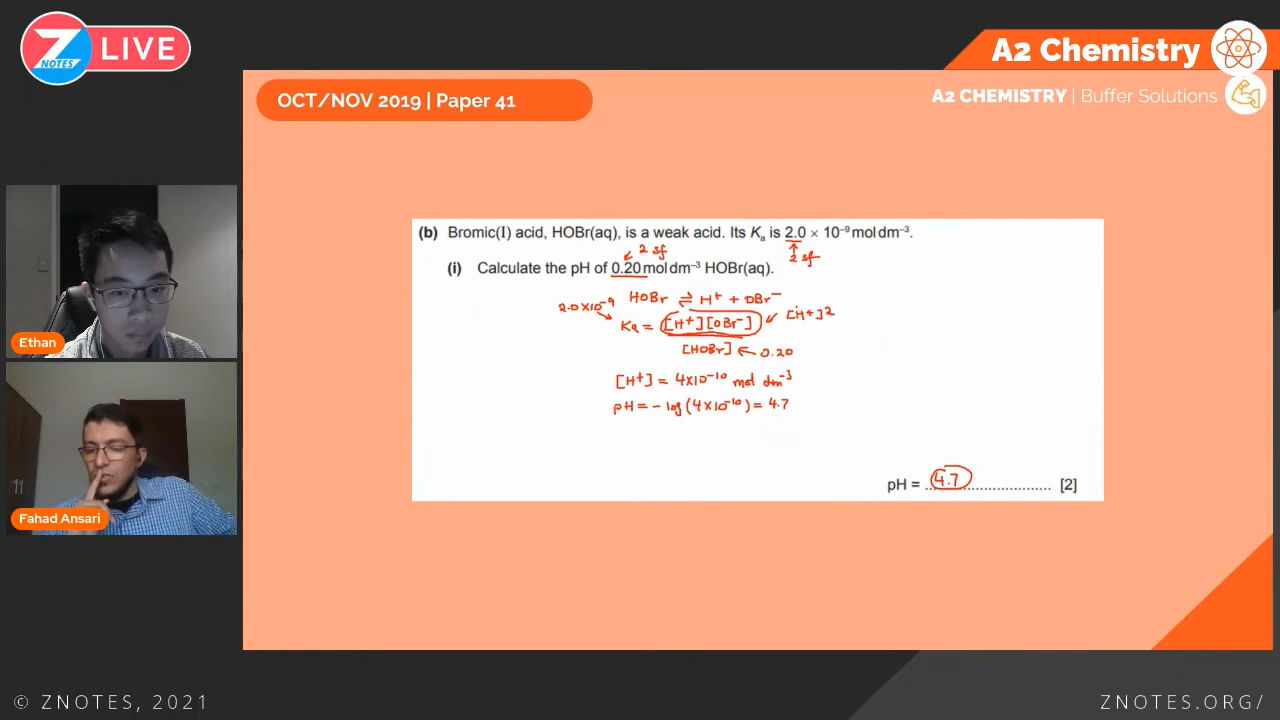 Z NOTES LIVE
A2 Chemistry
OCT/NOV 2019 | Paper 41
A2 CHEMISTRY | Buffer Solutions
(b) Bromic(I) acid, HOBr(aq), is a weak acid. Its Ka is 2.0 × 10⁻⁹ mol dm⁻³.
2 sf
2 sf
(i) Calculate the pH of 0.20 mol dm⁻³ HOBr(aq).
HOBr ⇌ H⁺ + OBr⁻
2.0×10⁻⁹
Ka = [H⁺][OBr⁻]
[H⁺]2
[HOBr] ← 0.20
[H⁺] = 4×10⁻¹⁰ mol dm⁻³
pH = − log (4×10⁻¹⁰) = 4.7
pH = 4.7 [2]
Ethan
Fahad Ansari
© ZNOTES, 2021
ZNOTES.ORG/